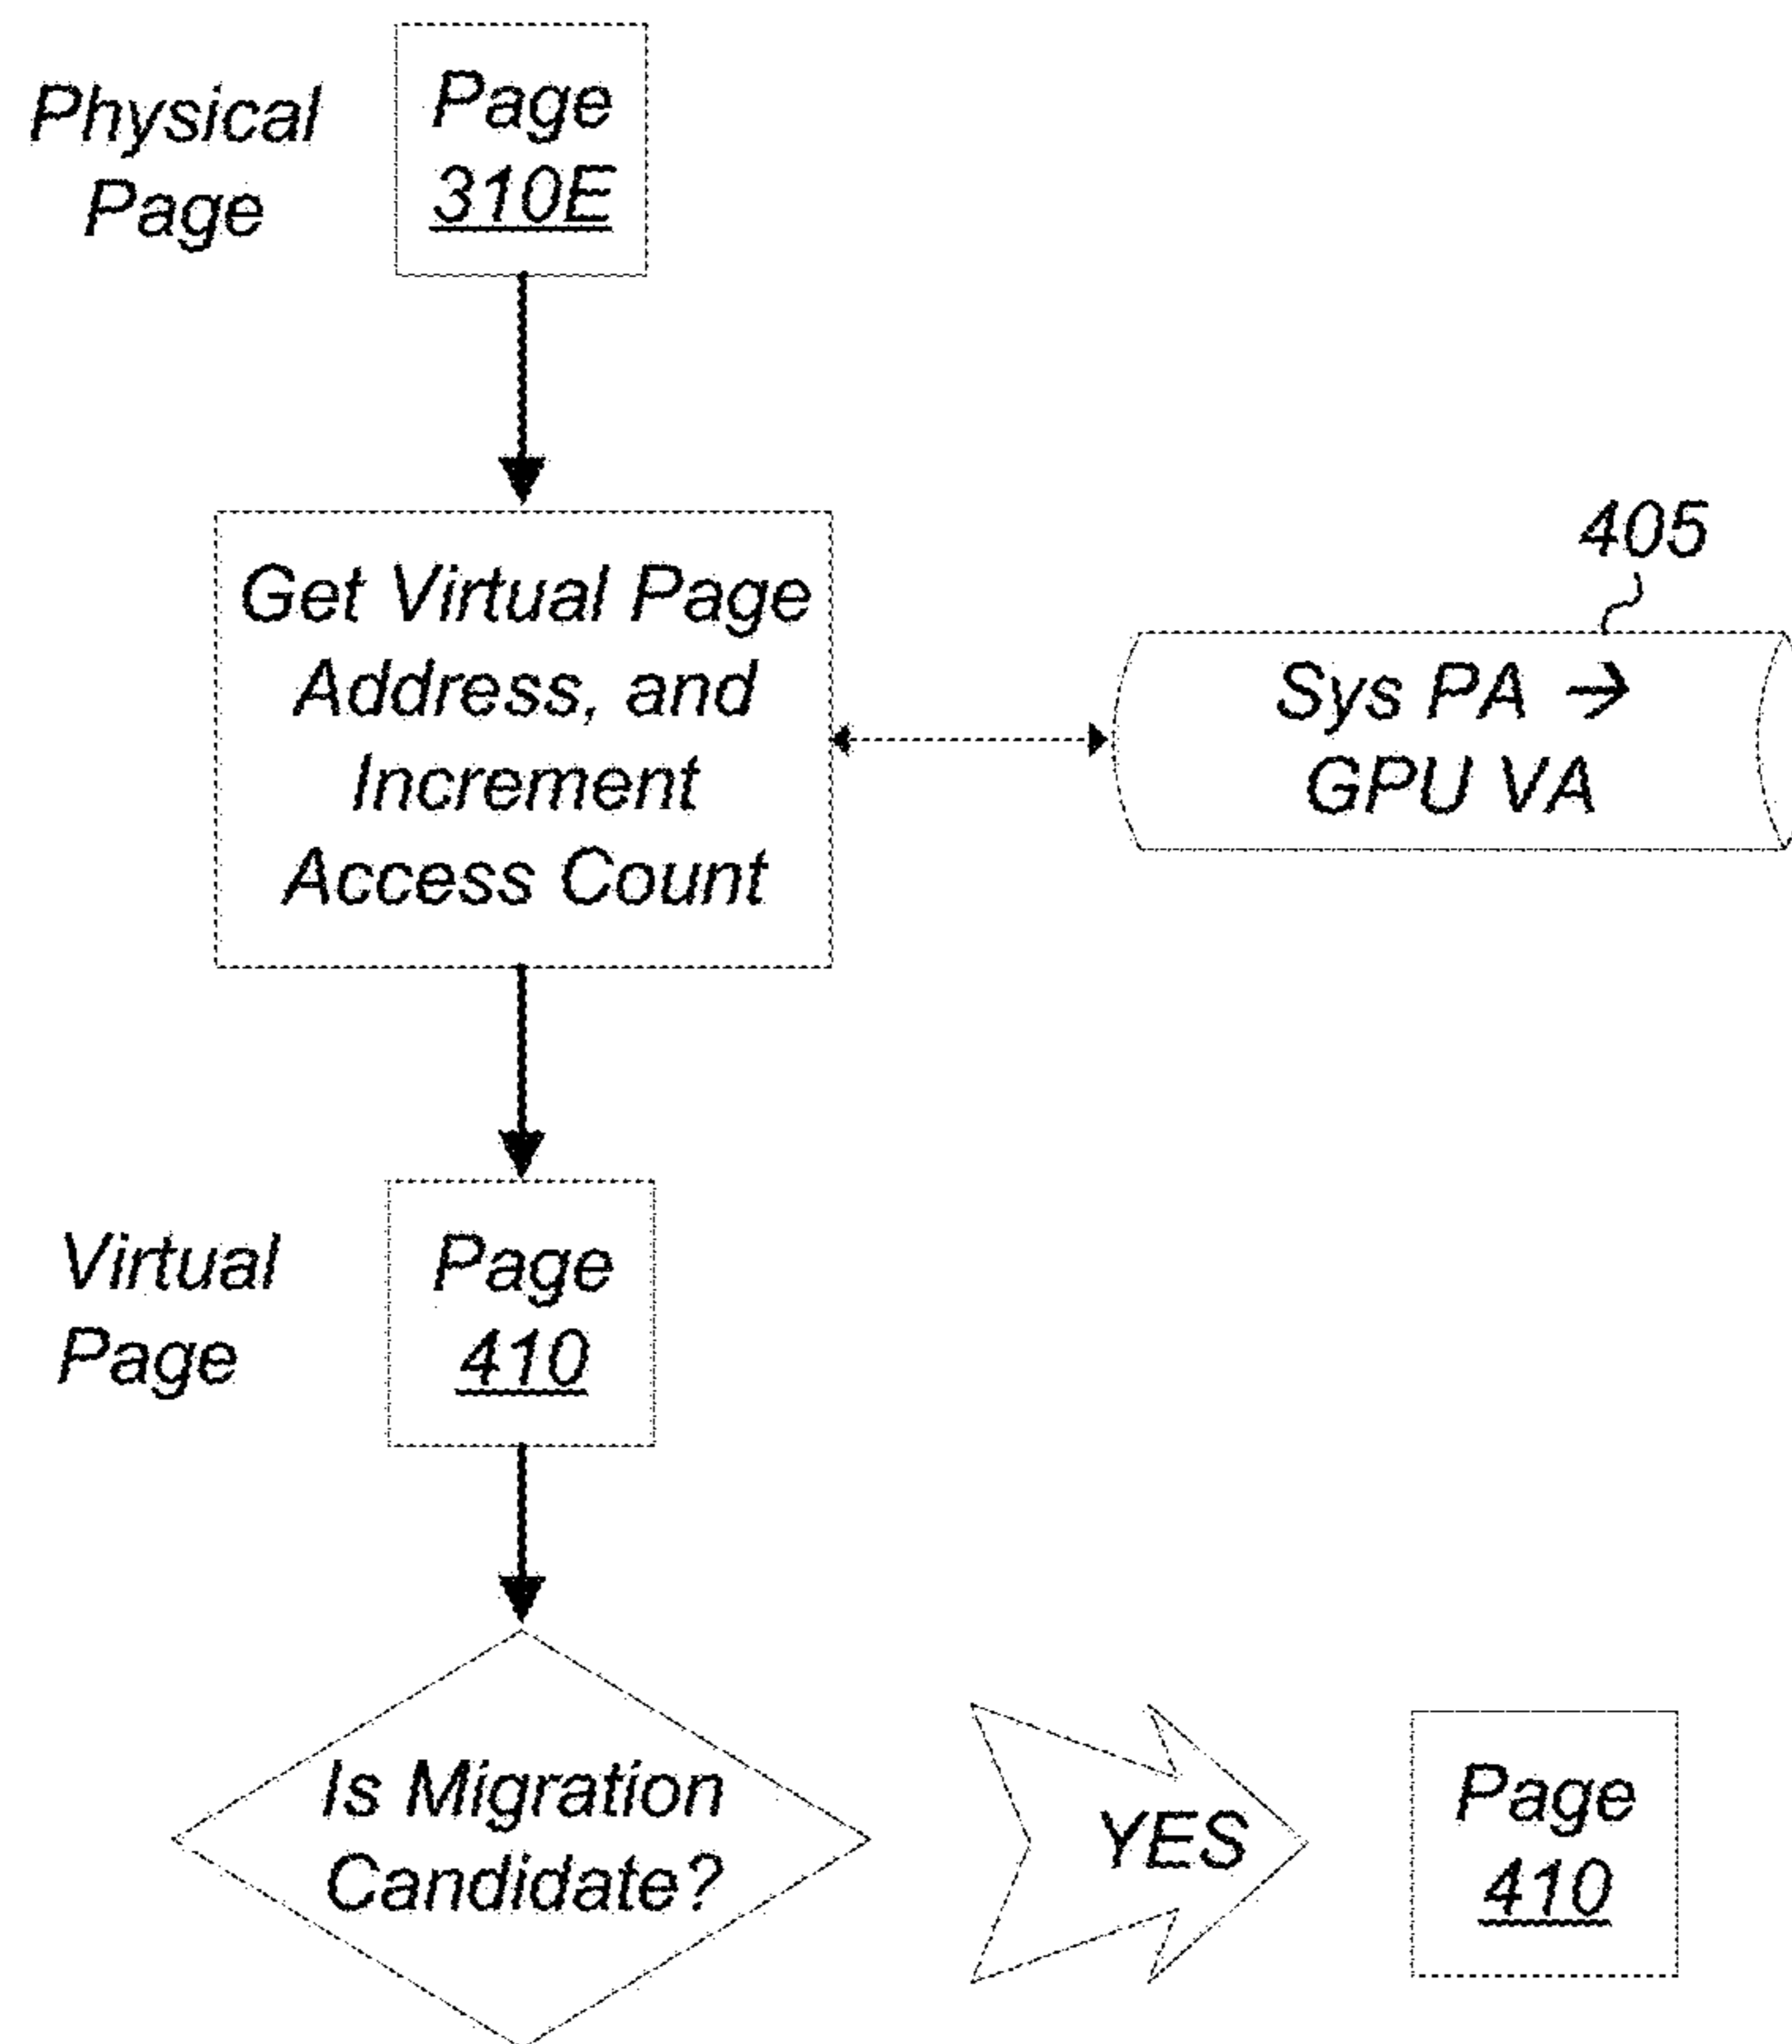 Physical
Page
Page
310E
Get Virtual Page
Address, and
Increment
Access Count
405
Sys PA →
GPU VA
Virtual
Page
Page
410
Is Migration
Candidate?
YES
Page
410